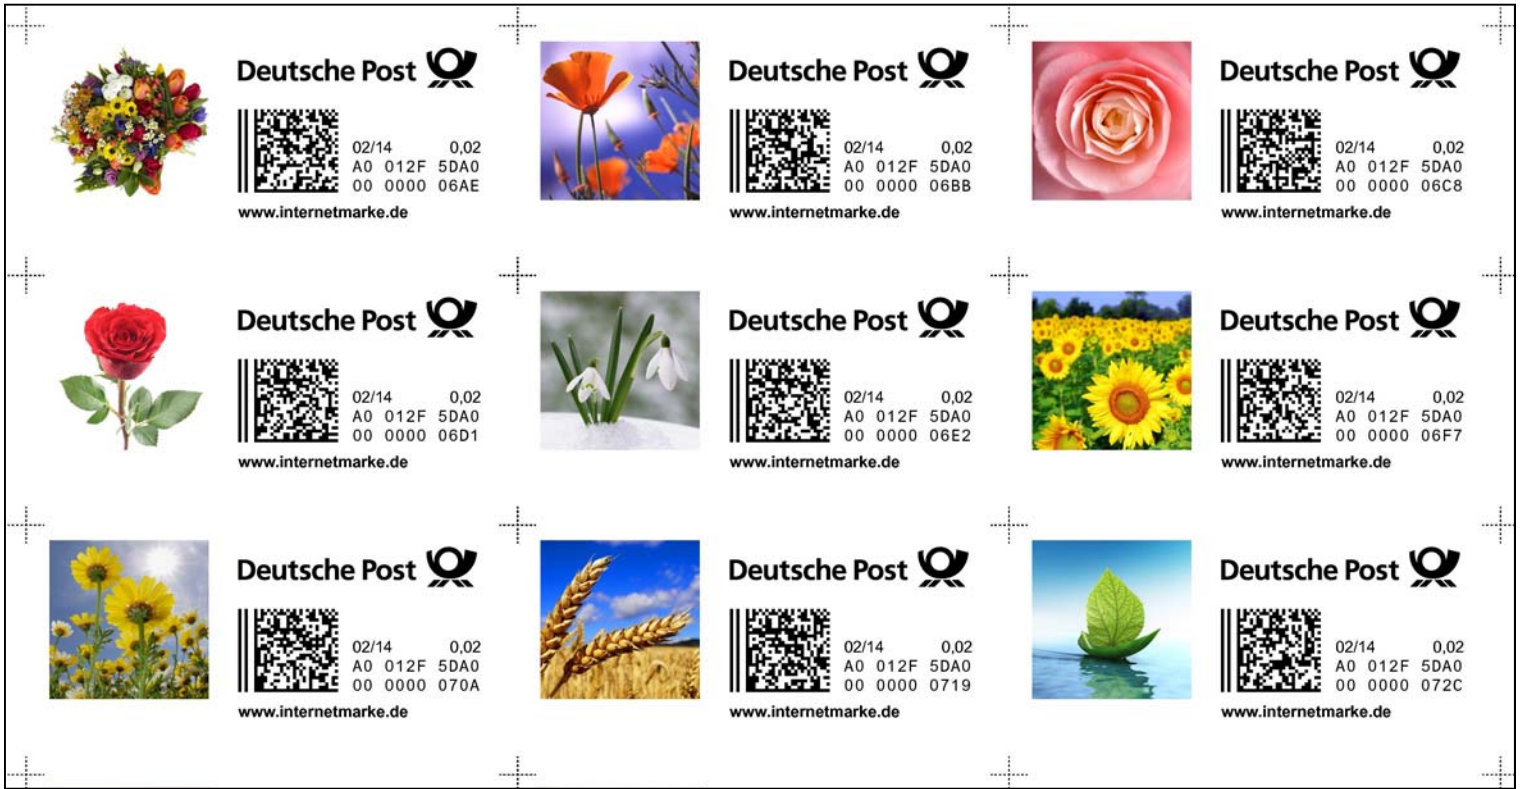 Deutsche Post
02/14 0,02
A0 012F 5DA0
00 0000 06AE
www.internetmarke.de
Deutsche Post
02/14 0,02
A0 012F 5DA0
00 0000 06BB
www.internetmarke.de
Deutsche Post
02/14 0,02
A0 012F 5DA0
00 0000 06C8
www.internetmarke.de
Deutsche Post
02/14 0,02
A0 012F 5DA0
00 0000 06D1
www.internetmarke.de
Deutsche Post
02/14 0,02
A0 012F 5DA0
00 0000 06E2
www.internetmarke.de
Deutsche Post
02/14 0,02
A0 012F 5DA0
00 0000 06F7
www.internetmarke.de
Deutsche Post
02/14 0,02
A0 012F 5DA0
00 0000 070A
www.internetmarke.de
Deutsche Post
02/14 0,02
A0 012F 5DA0
00 0000 0719
www.internetmarke.de
Deutsche Post
02/14 0,02
A0 012F 5DA0
00 0000 072C
www.internetmarke.de